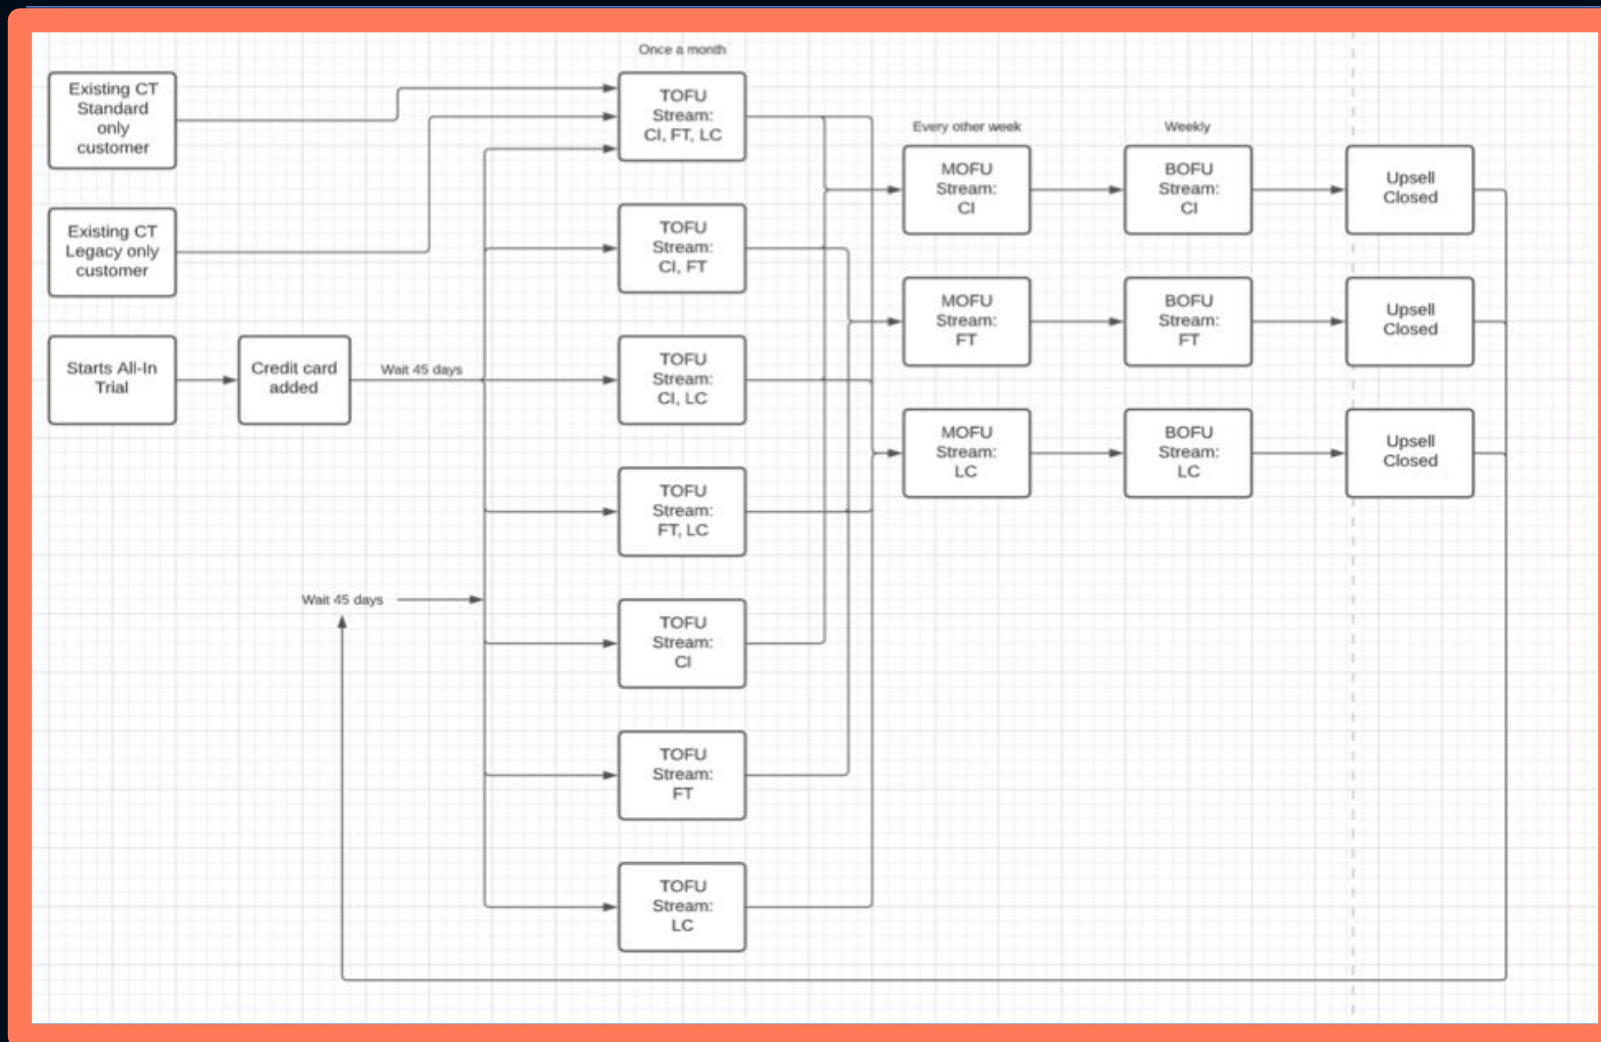 Once a month
Existing CT
Standard
only
customer
TOFU
Stream:
CI, FT, LC
Every other week
Weekly
MOFU
Stream:
CI
BOFU
Stream:
CI
Upsell
Closed
Existing CT
Legacy only
customer
TOFU
Stream:
CI, FT
MOFU
Stream:
FT
BOFU
Stream:
FT
Upsell
Closed
Starts All-In
Trial
Credit card
added
Wait 45 days
TOFU
Stream:
CI, LC
MOFU
Stream:
LC
BOFU
Stream:
LC
Upsell
Closed
TOFU
Stream:
FT, LC
Wait 45 days
TOFU
Stream:
CI
TOFU
Stream:
FT
TOFU
Stream:
LC